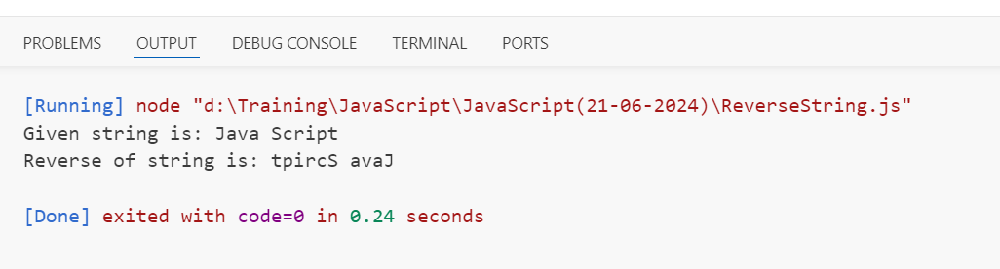 PROBLEMS OUTPUT DEBUG CONSOLE TERMINAL PORTS
[Running] node "d:\Training\JavaScript\JavaScript(21-06-2024)\ReverseString.js"
Given string is: Java Script
Reverse of string is: tpircS avaJ
[Done] exited with code=0 in 0.24 seconds